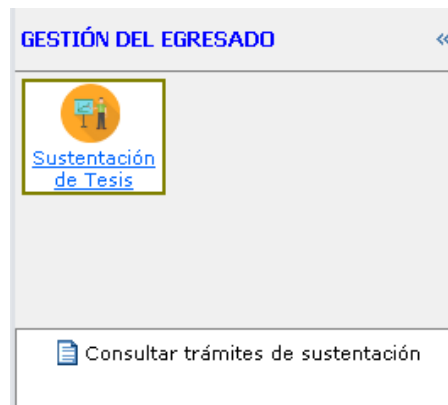 GESTIÓN DEL EGRESADO
Sustentación
de Tesis
Consultar trámites de sustentación